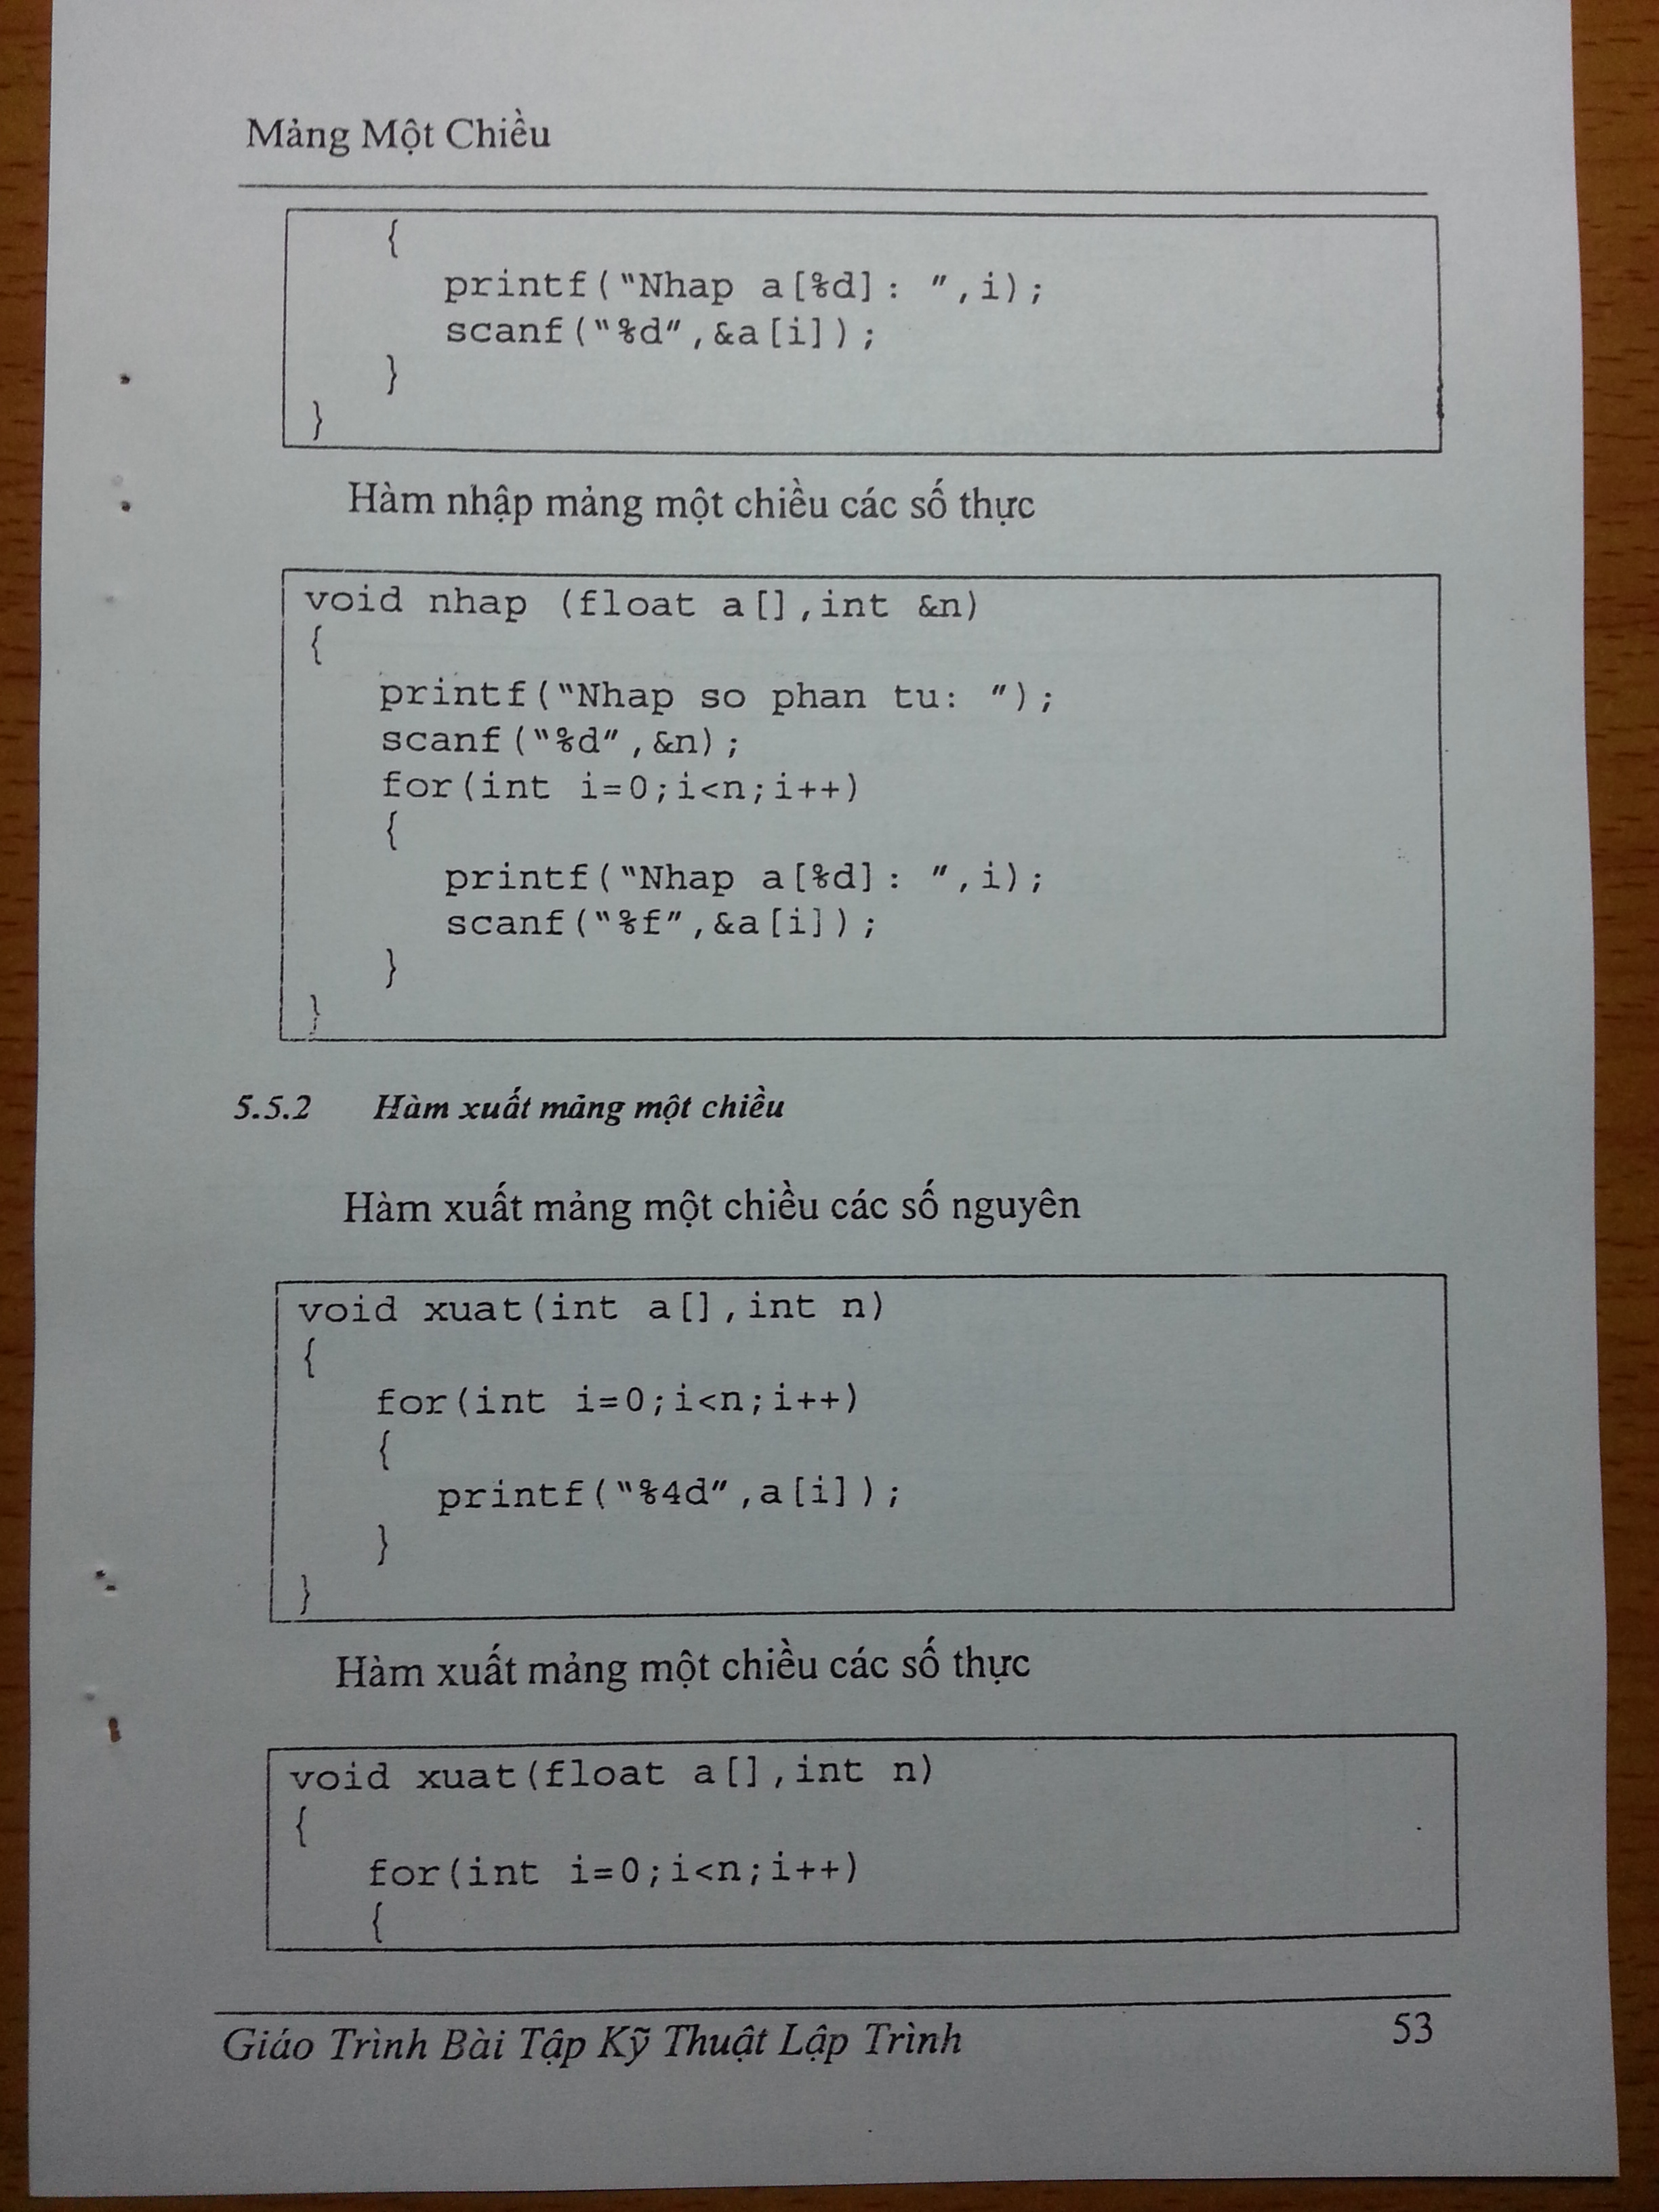 Mảng Một Chiều
{
printf("Nhap a[%d]: ",i);
scanf("%d",&a[i]);
}
}
Hàm nhập mảng một chiều các số thực
void nhap (float a[],int &n)
{
printf("Nhap so phan tu: ");
scanf("%d",&n);
for(int i=0;i<n;i++)
{
printf("Nhap a[%d]: ",i);
scanf("%f",&a[i]);
}
}
5.5.2 Hàm xuất mảng một chiều
Hàm xuất mảng một chiều các số nguyên
void xuat(int a[],int n)
{
for(int i=0;i<n;i++)
{
printf("%4d",a[i]);
}
}
Hàm xuất mảng một chiều các số thực
void xuat(float a[],int n)
{
for(int i=0;i<n;i++)
{
Giáo Trình Bài Tập Kỹ Thuật Lập Trình 53